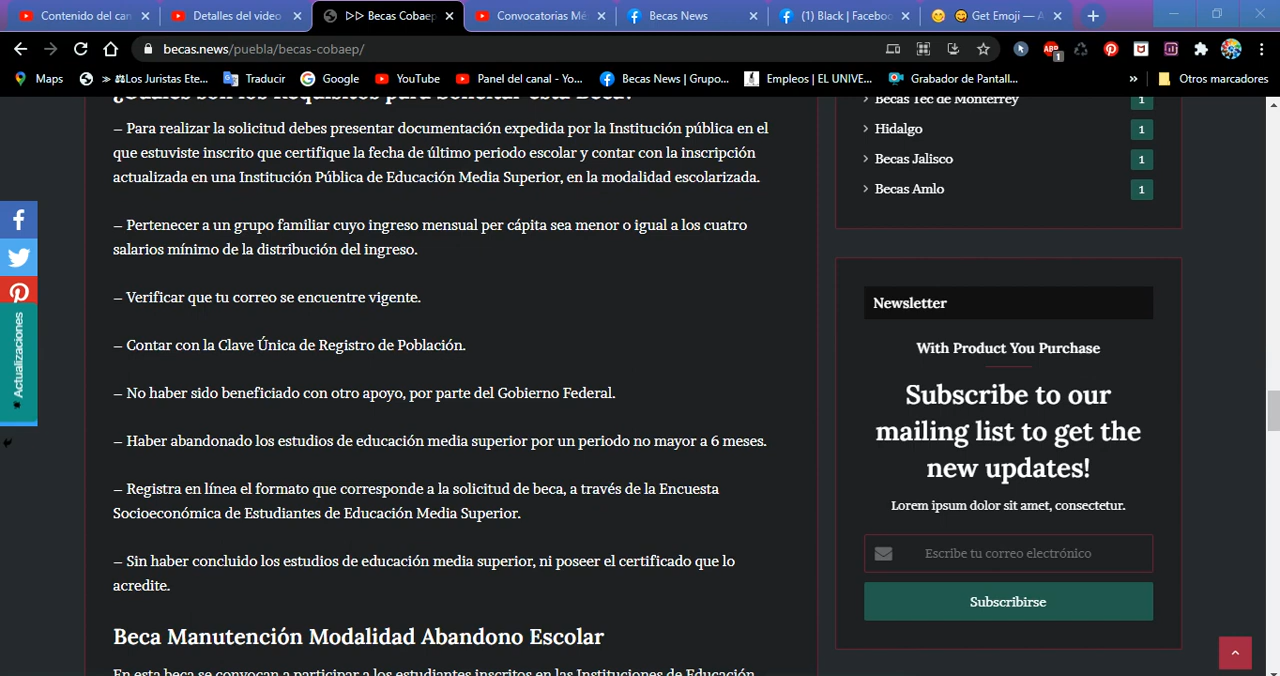 Contenido del can
Detalles del video
▷▷ Becas Cobaep
Convocatorias Mé
Becas News
(1) Black | Faceboo
Get Emoji — A
becas.news/puebla/becas-cobaep/
ABP
1
Maps
» ⚖Los Juristas Ete...
Traducir
Google
YouTube
Panel del canal - Yo...
Becas News | Grupo...
Empleos | EL UNIVE...
Grabador de Pantall...
»
Otros marcadores
¿Cuáles son los Requisitos para Solicitar esta Beca?
– Para realizar la solicitud debes presentar documentación expedida por la Institución pública en el
que estuviste inscrito que certifique la fecha de último periodo escolar y contar con la inscripción
actualizada en una Institución Pública de Educación Media Superior, en la modalidad escolarizada.
– Pertenecer a un grupo familiar cuyo ingreso mensual per cápita sea menor o igual a los cuatro
salarios mínimo de la distribución del ingreso.
– Verificar que tu correo se encuentre vigente.
– Contar con la Clave Única de Registro de Población.
– No haber sido beneficiado con otro apoyo, por parte del Gobierno Federal.
– Haber abandonado los estudios de educación media superior por un periodo no mayor a 6 meses.
– Registra en línea el formato que corresponde a la solicitud de beca, a través de la Encuesta
Socioeconómica de Estudiantes de Educación Media Superior.
– Sin haber concluido los estudios de educación media superior, ni poseer el certificado que lo
acredite.
Beca Manutención Modalidad Abandono Escolar
En esta beca se convocan a participar a los estudiantes inscritos en las Instituciones de Educación
Actualizaciones
Becas Tec de Monterrey 1
Hidalgo 1
Becas Jalisco 1
Becas Amlo 1
Newsletter
With Product You Purchase
Subscribe to our
mailing list to get the
new updates!
Lorem ipsum dolor sit amet, consectetur.
Escribe tu correo electrónico
Subscribirse